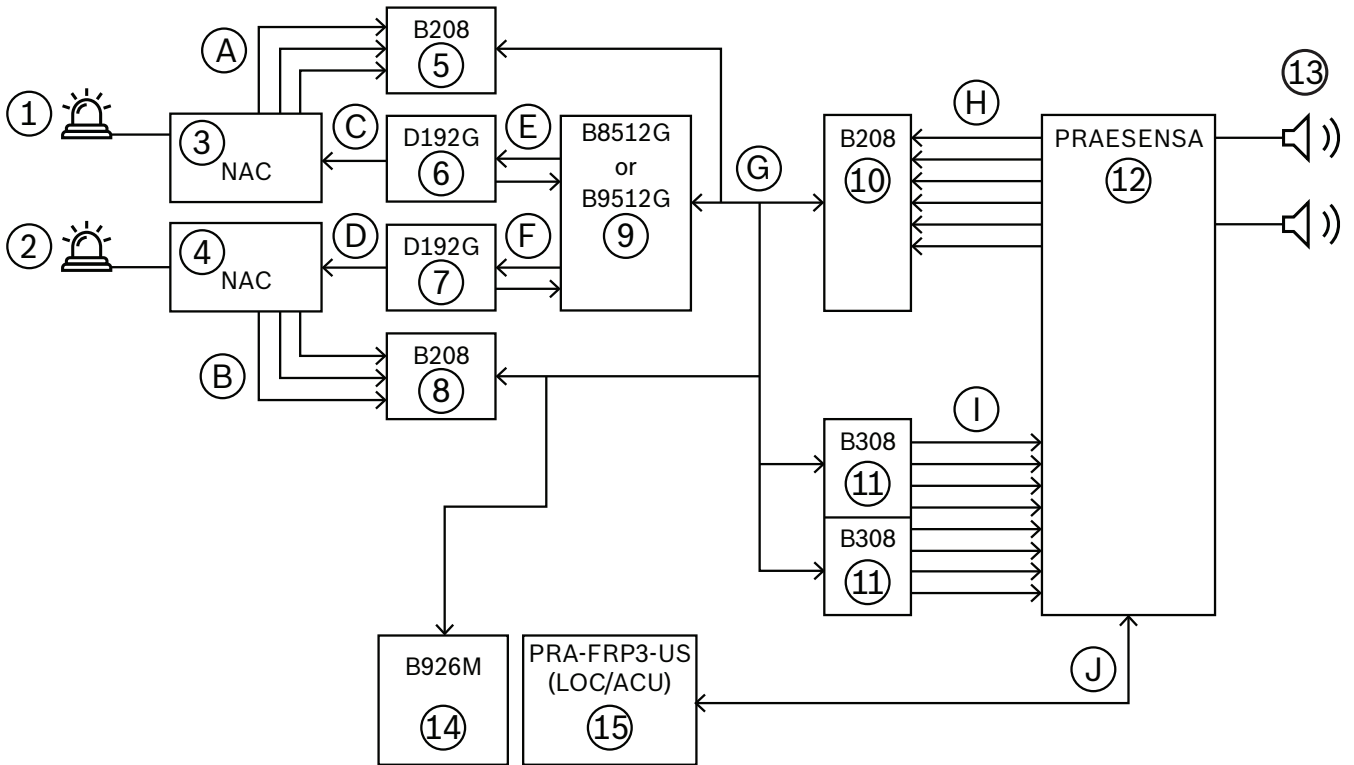 B208
5
A
1
3
NAC
C
D192G
6
E
B8512G
or
B9512G
9
G
B208
10
H
PRAESENSA
12
13
2
4
NAC
D
D192G
7
F
B
B208
8
I
B308
11
B308
11
B926M
14
PRA-FRP3-US
(LOC/ACU)
15
J